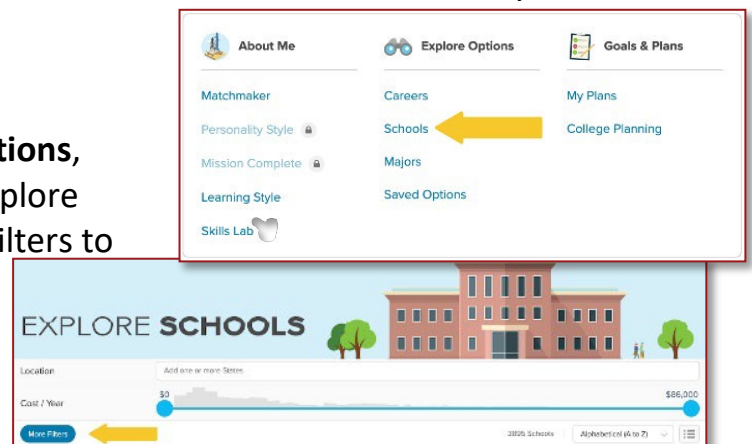 tions,
plore
ilters to
About Me
Matchmaker
Personality Style
Mission Complete
Learning Style
Skills Lab
Explore Options
Careers
Schools
Majors
Saved Options
Goals & Plans
My Plans
College Planning
EXPLORE SCHOOLS
Location Add one or more States
Cost / Year $0 $86,000
More Filters Schools Alphabetical (A to Z)